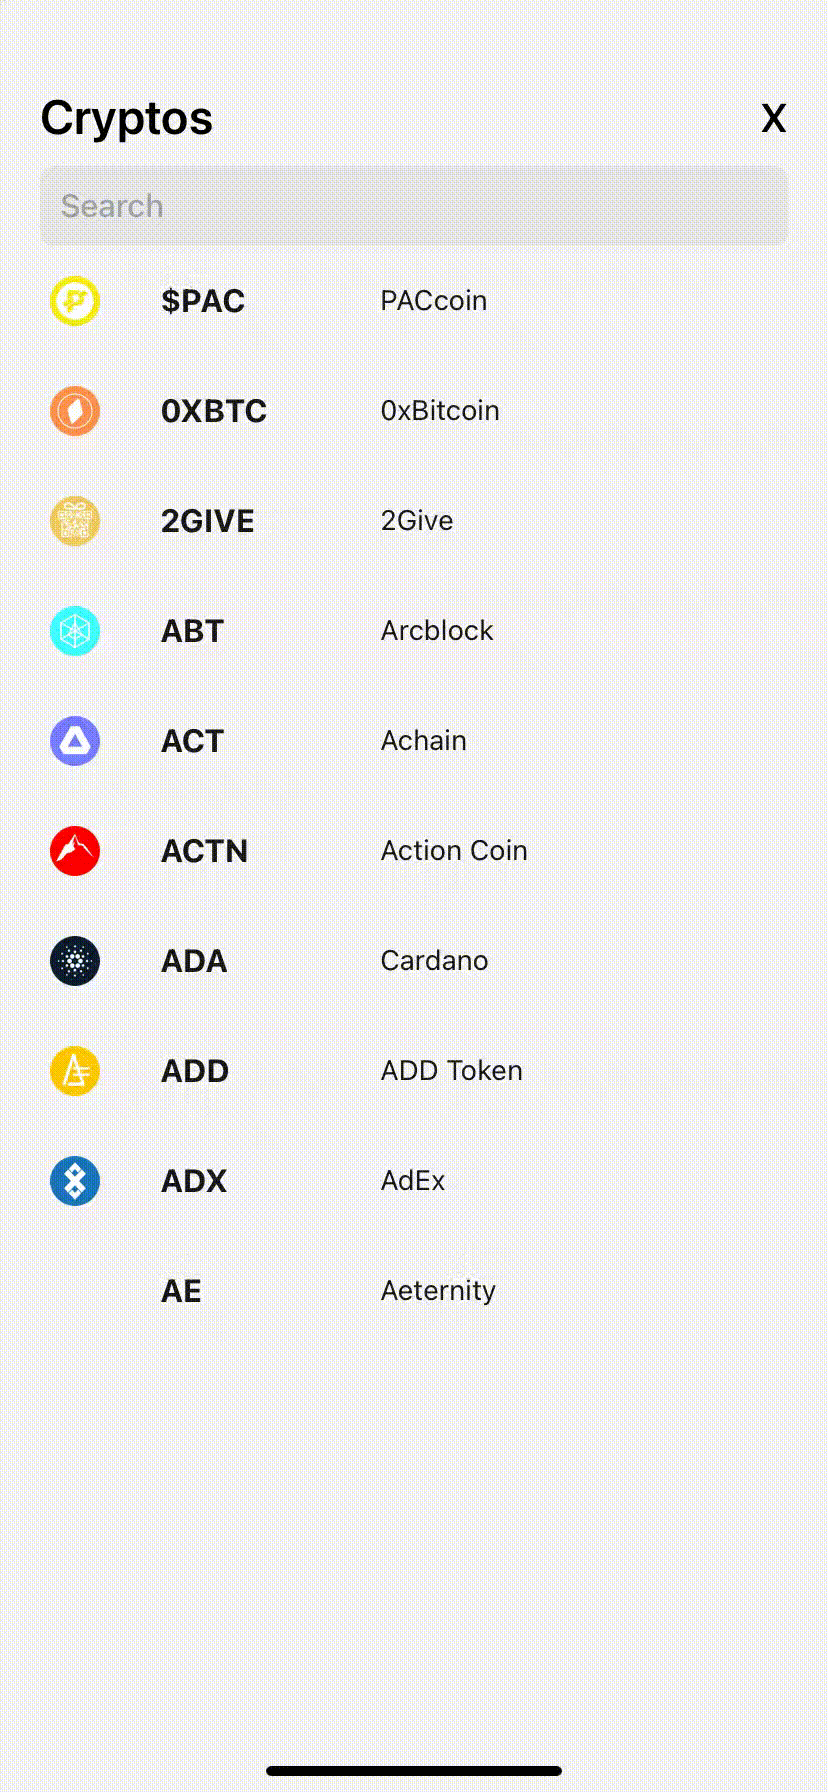 Cryptos X
Search
$PAC PACcoin
0XBTC 0xBitcoin
2GIVE 2Give
ABT Arcblock
ACT Achain
ACTN Action Coin
ADA Cardano
ADD ADD Token
ADX AdEx
AE Aeternity